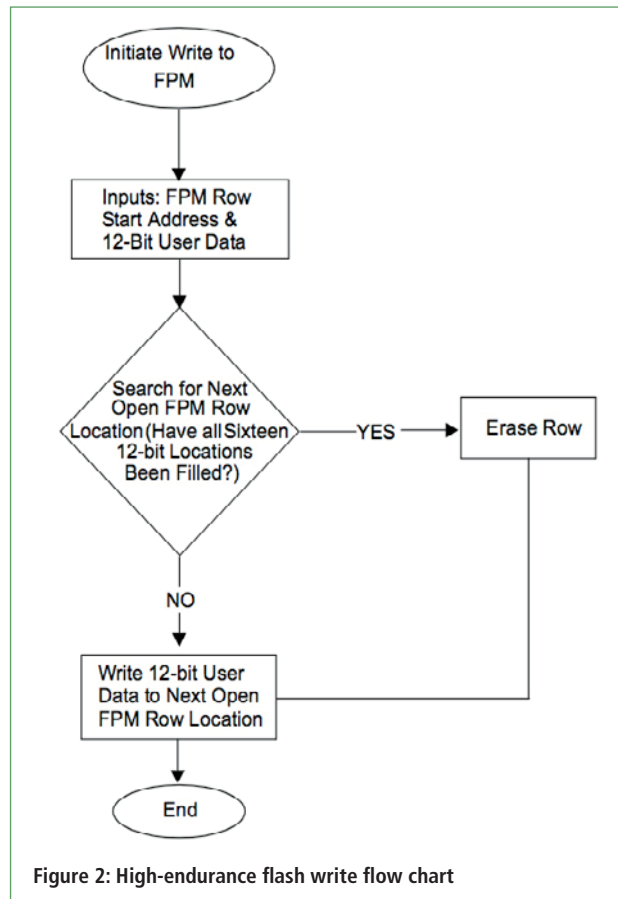 Initiate Write to
FPM
Inputs: FPM Row
Start Address &
12-Bit User Data
Search for Next
Open FPM Row
Location(Have all Sixteen
12-bit Locations
Been Filled?)
YES
Erase Row
NO
Write 12-bit User
Data to Next Open
FPM Row Location
End
Figure 2: High-endurance flash write flow chart